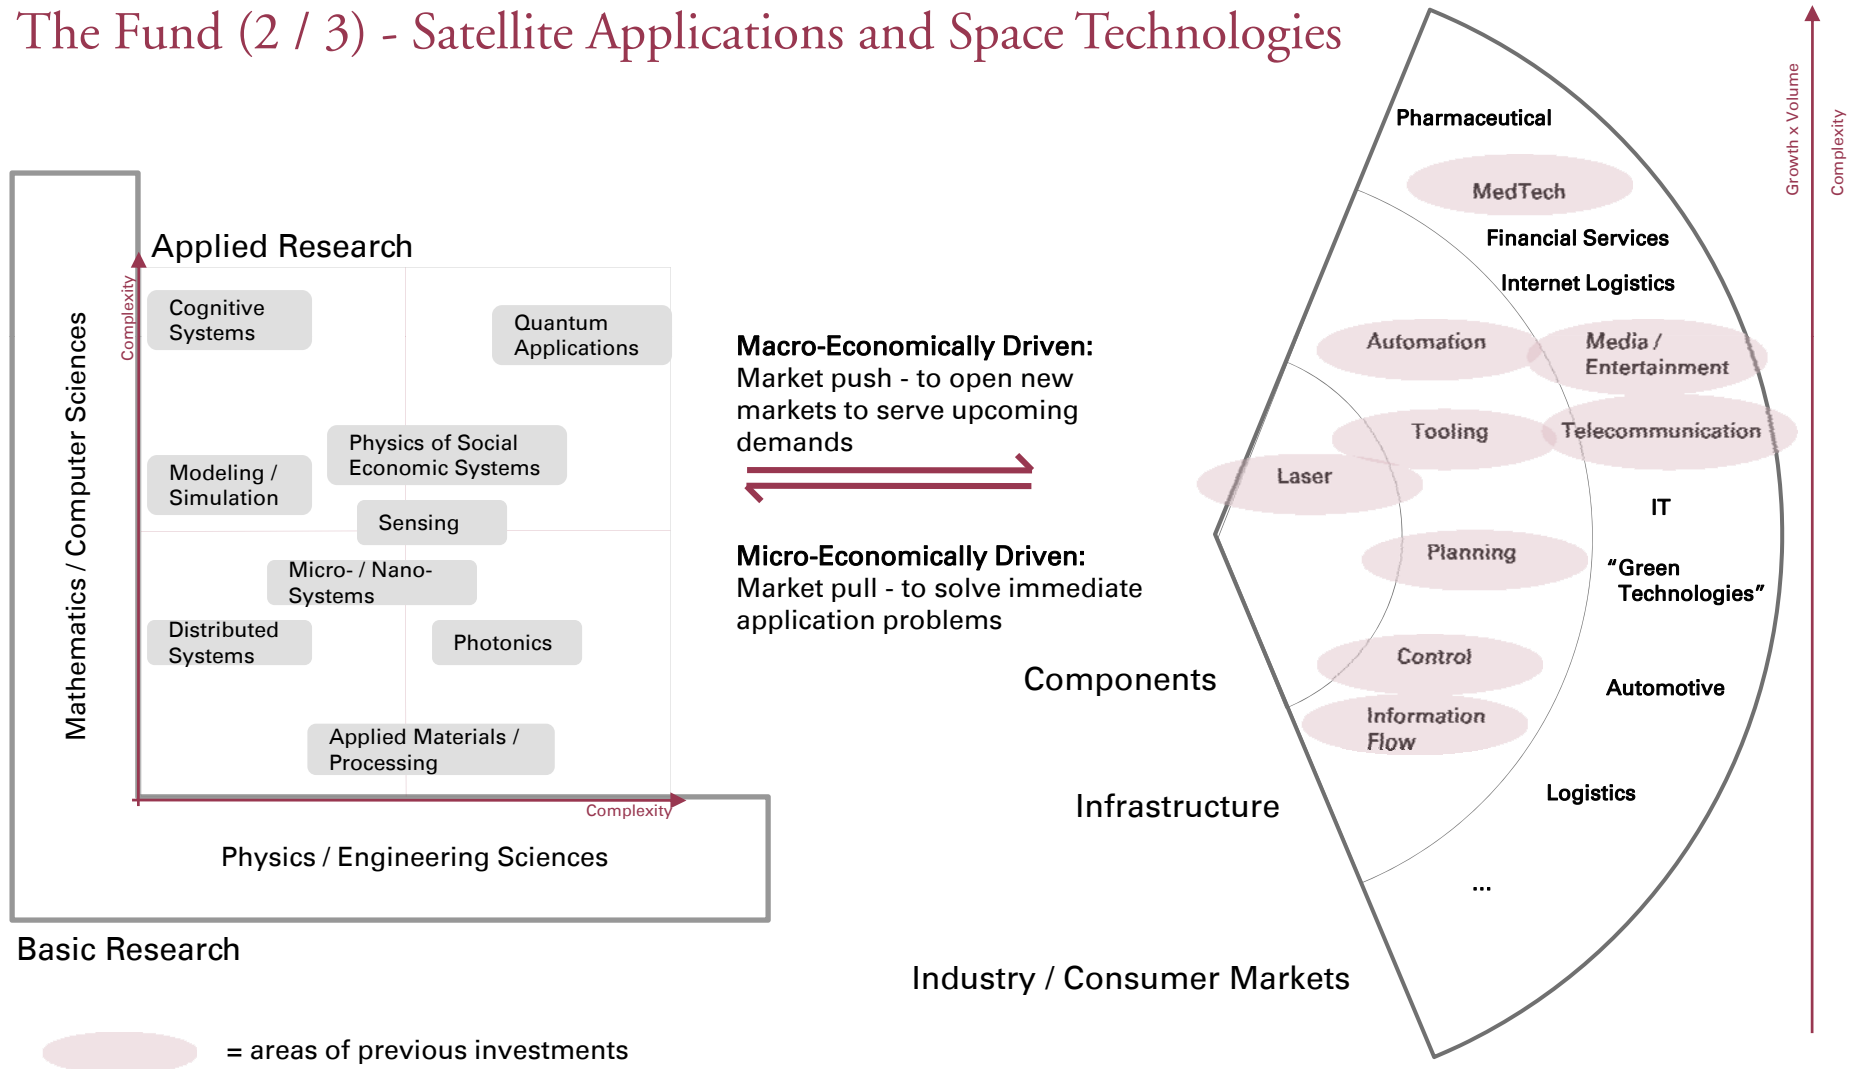 The Fund (2 / 3) - Satellite Applications and Space Technologies
Mathematics / Computer Sciences
Applied Research
Complexity
Cognitive
Systems
Quantum
Applications
Physics of Social
Economic Systems
Modeling /
Simulation
Sensing
Micro- / Nano-
Systems
Distributed
Systems
Photonics
Applied Materials /
Processing
Complexity
Physics / Engineering Sciences
Basic Research
= areas of previous investments
Macro-Economically Driven:
Market push - to open new
markets to serve upcoming
demands
Micro-Economically Driven:
Market pull - to solve immediate
application problems
Components
Infrastructure
Industry / Consumer Markets
Pharmaceutical
MedTech
Financial Services
Internet Logistics
Automation
Media /
Entertainment
Tooling
Telecommunication
Laser
IT
Planning
“Green
Technologies”
Control
Automotive
Information
Flow
Logistics
...
Growth x Volume
Complexity